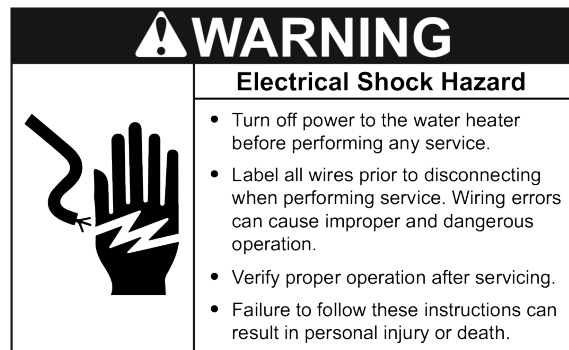 WARNING
Electrical Shock Hazard
• Turn off power to the water heater
before performing any service.
• Label all wires prior to disconnecting
when performing service. Wiring errors
can cause improper and dangerous
operation.
• Verify proper operation after servicing.
• Failure to follow these instructions can
result in personal injury or death.